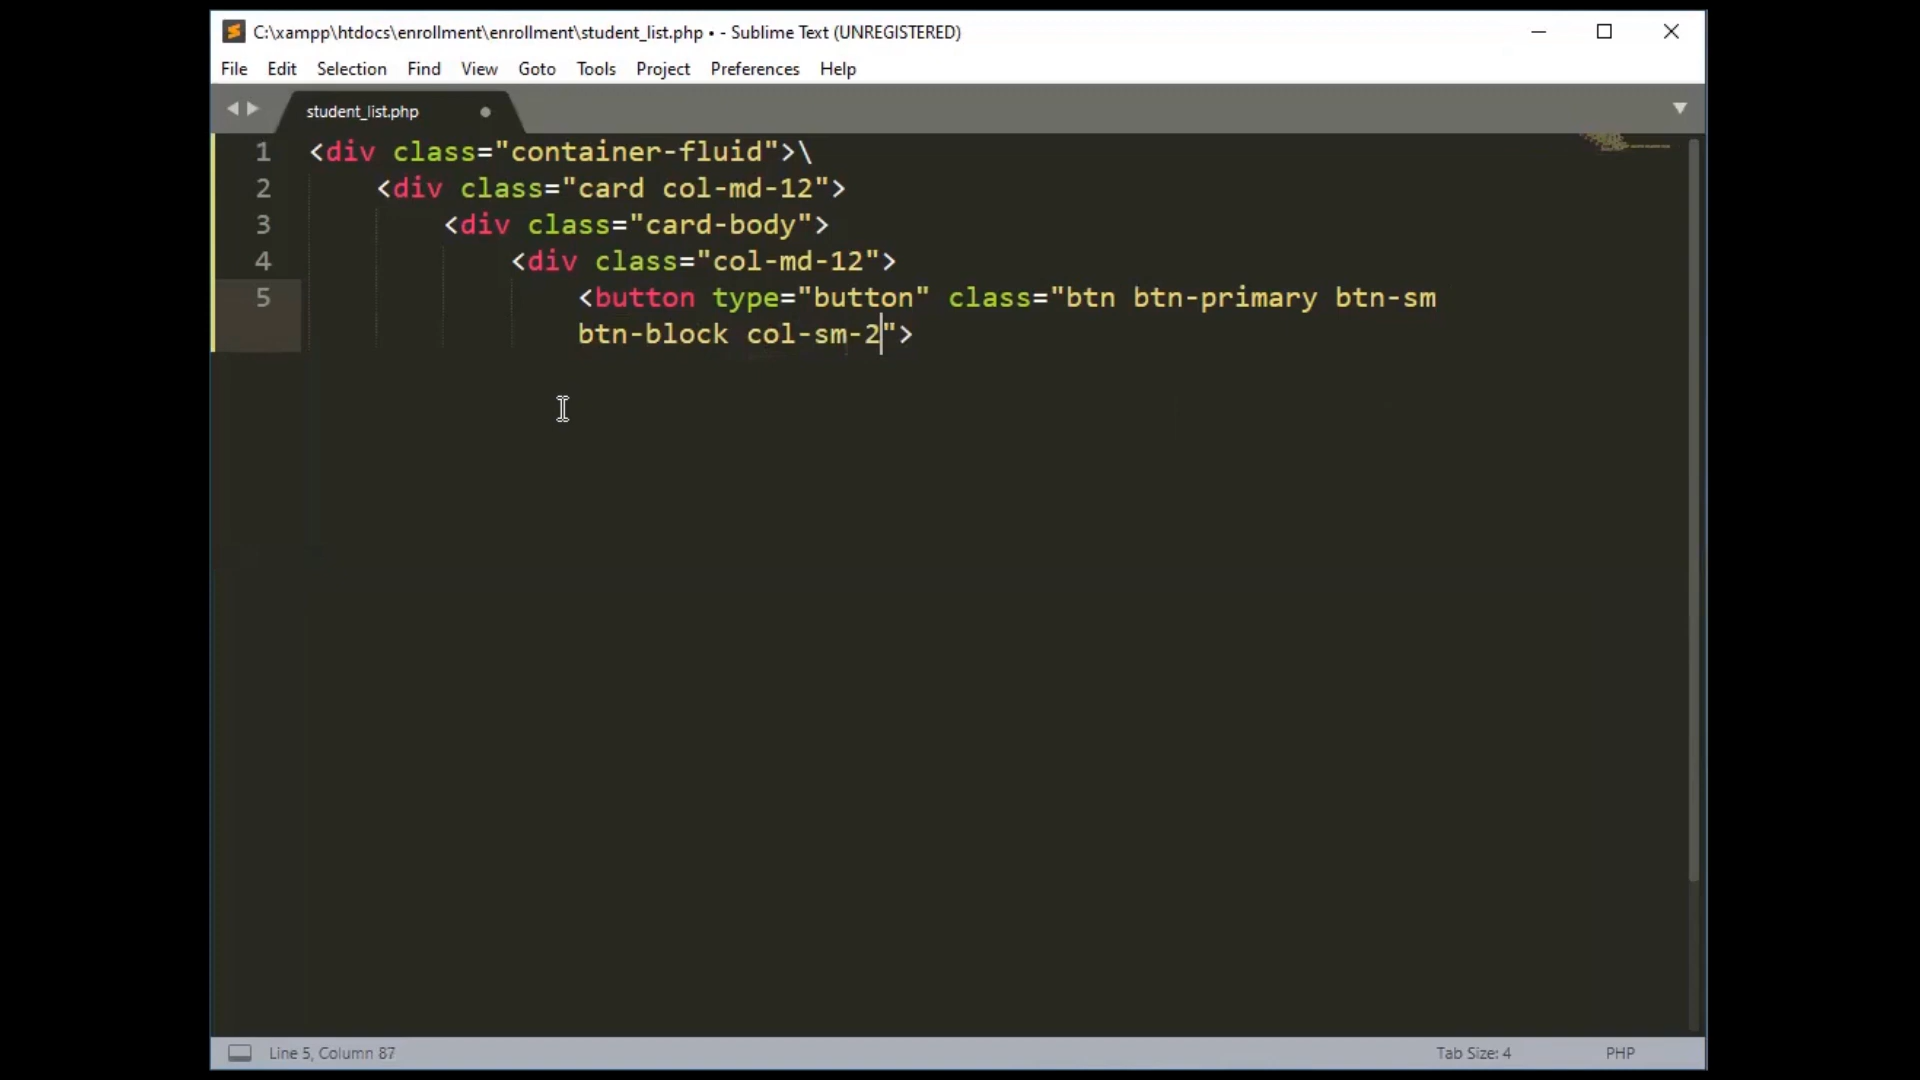 C:\xampp\htdocs\enrollment\enrollment\student_list.php • - Sublime Text (UNREGISTERED)
File Edit Selection Find View Goto Tools Project Preferences Help
student_list.php
1 <div class="container-fluid">\
2 <div class="card col-md-12">
3 <div class="card-body">
4 <div class="col-md-12">
5 <button type="button" class="btn btn-primary btn-sm
btn-block col-sm-2">
Line 5, Column 87 Tab Size: 4 PHP